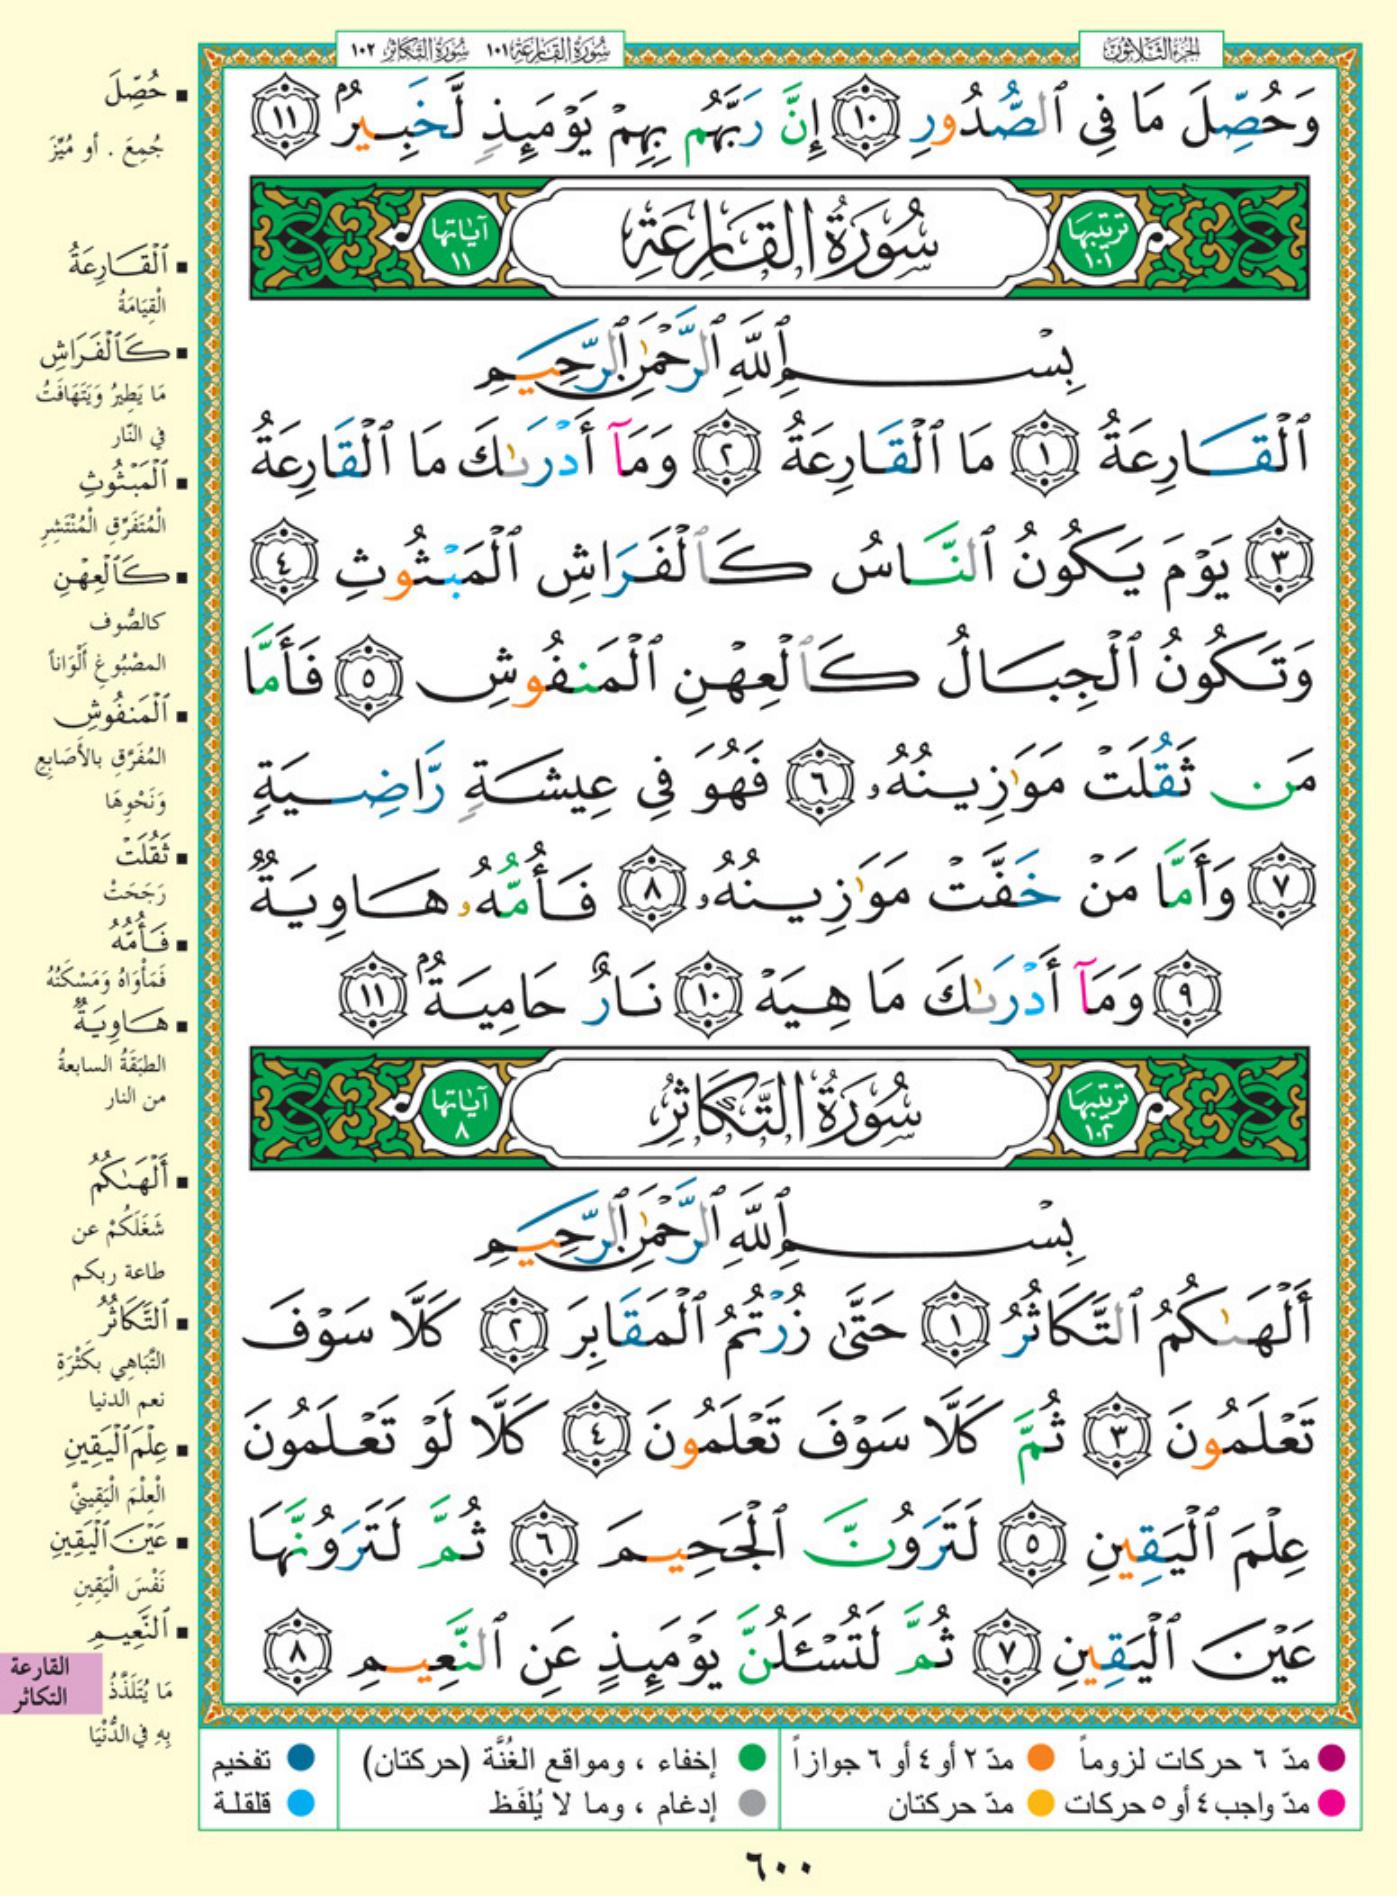 الجزء الثلاثون
سورة القارعة ١٠١ سورة التكاثر ١٠٢
وَحُصِّلَ مَا فِى ٱلصُّدُورِ ١٠ إِنَّ رَبَّهُم بِهِمْ يَوْمَئِذٍ لَّخَبِيرٌۢ ١١
ترتيبها ١٠١
سُورَةُ القَارِعَةِ
آياتها ١١
بِسْمِ ٱللَّهِ ٱلرَّحْمَٰنِ ٱلرَّحِيمِ
ٱلْقَارِعَةُ ١ مَا ٱلْقَارِعَةُ ٢ وَمَآ أَدْرَىٰكَ مَا ٱلْقَارِعَةُ
٣ يَوْمَ يَكُونُ ٱلنَّاسُ كَٱلْفَرَاشِ ٱلْمَبْثُوثِ ٤
وَتَكُونُ ٱلْجِبَالُ كَٱلْعِهْنِ ٱلْمَنفُوشِ ٥ فَأَمَّا
مَن ثَقُلَتْ مَوَٰزِينُهُۥ ٦ فَهُوَ فِى عِيشَةٍ رَّاضِيَةٍ
٧ وَأَمَّا مَنْ خَفَّتْ مَوَٰزِينُهُۥ ٨ فَأُمُّهُۥ هَاوِيَةٌ
٩ وَمَآ أَدْرَىٰكَ مَا هِيَهْ ١٠ نَارٌ حَامِيَةٌۢ ١١
ترتيبها ١٠٢
سُورَةُ التَّكَاثُرِ
آياتها ٨
بِسْمِ ٱللَّهِ ٱلرَّحْمَٰنِ ٱلرَّحِيمِ
أَلْهَىٰكُمُ ٱلتَّكَاثُرُ ١ حَتَّىٰ زُرْتُمُ ٱلْمَقَابِرَ ٢ كَلَّا سَوْفَ
تَعْلَمُونَ ٣ ثُمَّ كَلَّا سَوْفَ تَعْلَمُونَ ٤ كَلَّا لَوْ تَعْلَمُونَ
عِلْمَ ٱلْيَقِينِ ٥ لَتَرَوُنَّ ٱلْجَحِيمَ ٦ ثُمَّ لَتَرَوُنَّهَا
عَيْنَ ٱلْيَقِينِ ٧ ثُمَّ لَتُسْـَٔلُنَّ يَوْمَئِذٍ عَنِ ٱلنَّعِيمِ ٨
▪ حُصِّلَ
جُمِعَ . أو مُيِّزَ
▪ ٱلْقَارِعَةُ
الْقِيَامَةُ
▪ كَٱلْفَرَاشِ
مَا يَطِيرُ وَيَتَهَافَتُ
في النَّار
▪ ٱلْمَبْثُوثِ
الْمُتَفَرِّقِ الْمُنْتَشِرِ
▪ كَٱلْعِهْنِ
كالصُّوف
المصْبُوغِ أَلْوَاناً
▪ ٱلْمَنفُوشِ
المُفَرَّقِ بالأَصَابِعِ
وَنَحْوِهَا
▪ ثَقُلَتْ
رَجَحَتْ
▪ فَأُمُّهُ
فَمَأْوَاهُ وَمَسْكَنُهُ
▪ هَاوِيَةٌ
الطبَقَةُ السابعةُ
من النار
▪ أَلْهَىٰكُمُ
شَغَلَكُمْ عن
طاعة ربكم
▪ ٱلتَّكَاثُرُ
التَّبَاهِي بكَثْرَةِ
نعم الدنيا
▪ عِلْمَ ٱلْيَقِينِ
الْعِلْمَ الْيَقِينِيَّ
▪ عَيْنَ ٱلْيَقِينِ
نَفْسَ الْيَقِينِ
▪ ٱلنَّعِيمِ
مَا يُتَلَذَّذُ
بِهِ في الدُّنْيَا
القارعة
التكاثر
مدّ ٦ حركات لزوماً مدّ ٢ أو ٤ أو ٦ جوازاً
مدّ واجب ٤ أو ٥ حركات مدّ حركتان
إخفاء ، ومواقع الغُنَّة (حركتان)
إدغام ، وما لا يُلفَظ
تفخيم
قلقلة
٦٠٠